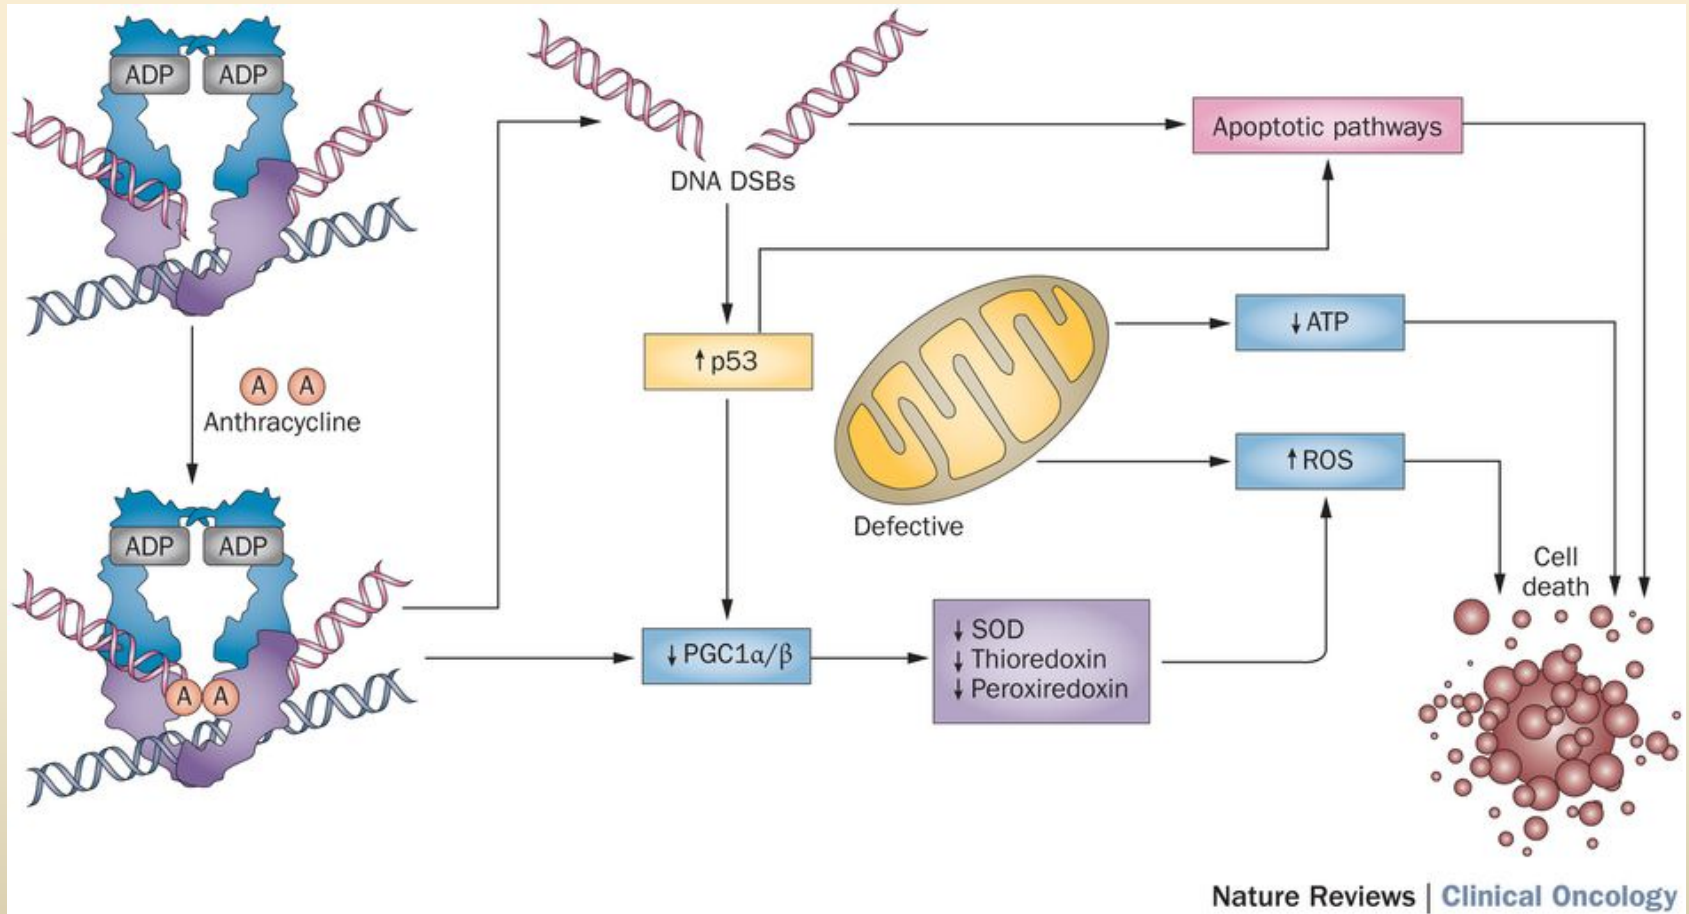 ADP ADP
DNA DSBs
Apoptotic pathways
↑ p53
↓ ATP
A A
Anthracycline
↑ ROS
Defective
ADP ADP
Cell
death
A A
↓ PGC1α/β
↓ SOD
↓ Thioredoxin
↓ Peroxiredoxin
Nature Reviews | Clinical Oncology